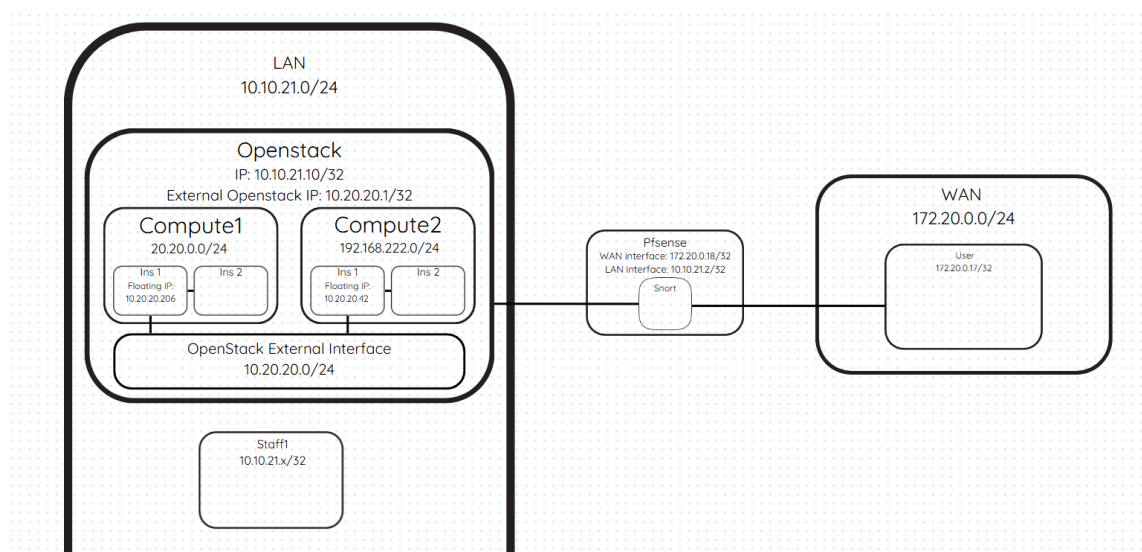 LAN
10.10.21.0/24
Openstack
IP: 10.10.21.10/32
External Openstack IP: 10.20.20.1/32
Compute1
20.20.0.0/24
Ins 1
Floating IP:
10.20.20.206
Ins 2
Compute2
192.168.222.0/24
Ins 1
Floating IP:
10.20.20.42
Ins 2
OpenStack External Interface
10.20.20.0/24
Staff1
10.10.21.x/32
Pfsense
WAN interface: 172.20.0.18/32
LAN interface: 10.10.21.2/32
Snort
WAN
172.20.0.0/24
User
172.20.0.17/32